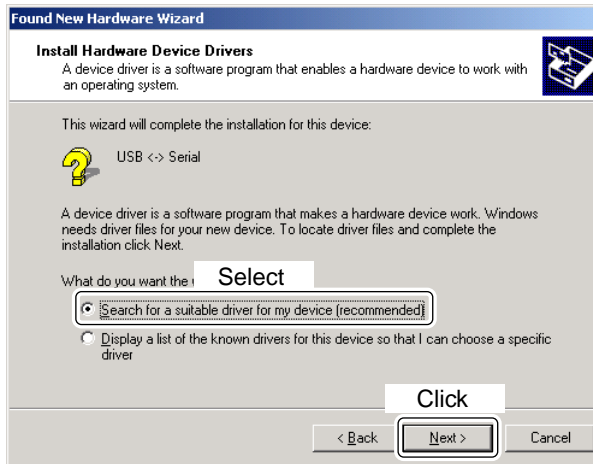 Found New Hardware Wizard
Install Hardware Device Drivers
A device driver is a software program that enables a hardware device to work with
an operating system.
This wizard will complete the installation for this device:
USB <-> Serial
A device driver is a software program that makes a hardware device work. Windows
needs driver files for your new device. To locate driver files and complete the
installation click Next.
What do you want the
Select
Search for a suitable driver for my device (recommended)
Display a list of the known drivers for this device so that I can choose a specific
driver
Click
< Back
Next >
Cancel